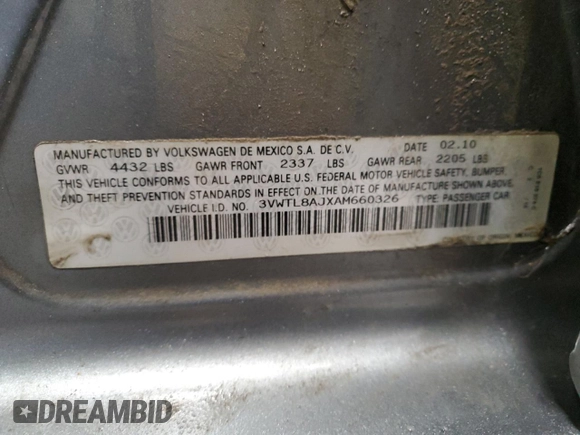 MANUFACTURED BY VOLKSWAGEN DE MEXICO S.A. DE C.V. DATE 02.10
GVWR 4432 LBS GAWR FRONT 2337 LBS GAWR REAR 2205 LBS
THIS VEHICLE CONFORMS TO ALL APPLICABLE U.S. FEDERAL MOTOR VEHICLE SAFETY, BUMPER,
AND THEFT PREVENTION STANDARDS IN EFFECT ON THE DATE OF MANUFACTURE SHOWN ABOVE.
VEHICLE I.D. NO. 3VWTL8AJXAM660326 TYPE: PASSENGER CAR
DREAMBID